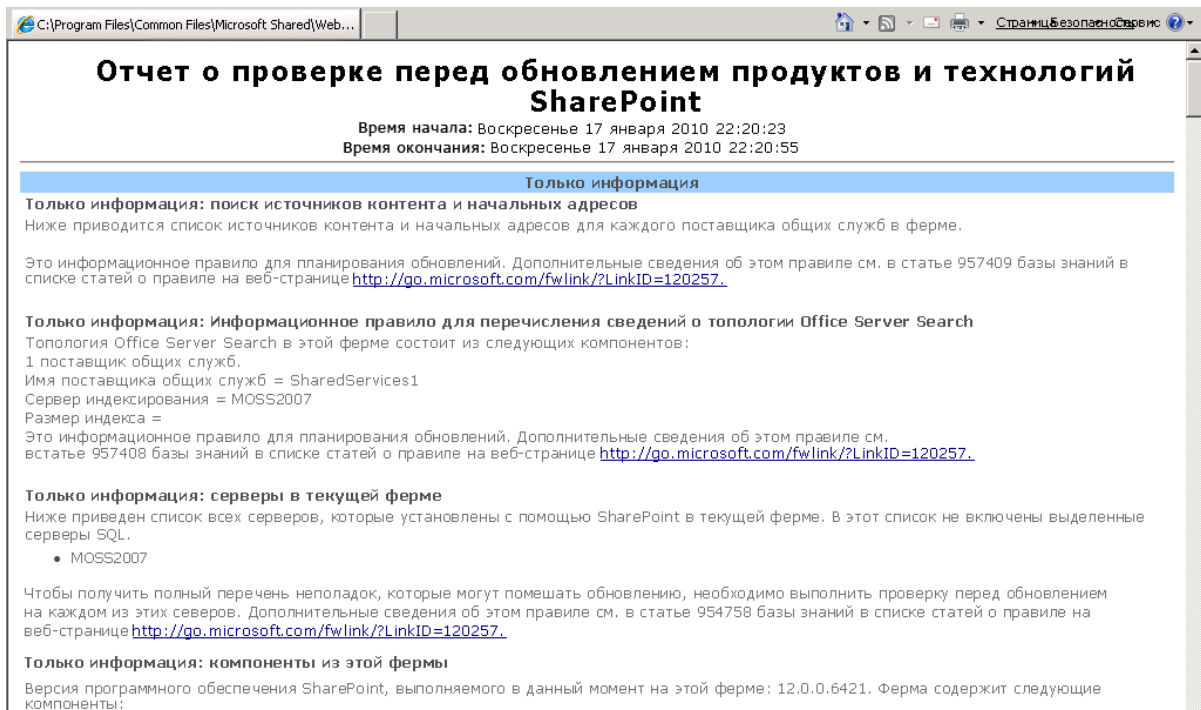 C:\Program Files\Common Files\Microsoft Shared\Web...
Страница Безопасность Сервис
Отчет о проверке перед обновлением продуктов и технологий
SharePoint
Время начала: Воскресенье 17 января 2010 22:20:23
Время окончания: Воскресенье 17 января 2010 22:20:55
Только информация
Только информация: поиск источников контента и начальных адресов
Ниже приводится список источников контента и начальных адресов для каждого поставщика общих служб в ферме.
Это информационное правило для планирования обновлений. Дополнительные сведения об этом правиле см. в статье 957409 базы знаний в
списке статей о правиле на веб-странице http://go.microsoft.com/fwlink/?LinkID=120257.
Только информация: Информационное правило для перечисления сведений о топологии Office Server Search
Топология Office Server Search в этой ферме состоит из следующих компонентов:
1 поставщик общих служб.
Имя поставщика общих служб = SharedServices1
Сервер индексирования = MOSS2007
Размер индекса =
Это информационное правило для планирования обновлений. Дополнительные сведения об этом правиле см.
встатье 957408 базы знаний в списке статей о правиле на веб-странице http://go.microsoft.com/fwlink/?LinkID=120257.
Только информация: серверы в текущей ферме
Ниже приведен список всех серверов, которые установлены с помощью SharePoint в текущей ферме. В этот список не включены выделенные
серверы SQL.
• MOSS2007
Чтобы получить полный перечень неполадок, которые могут помешать обновлению, необходимо выполнить проверку перед обновлением
на каждом из этих северов. Дополнительные сведения об этом правиле см. в статье 954758 базы знаний в списке статей о правиле на
веб-странице http://go.microsoft.com/fwlink/?LinkID=120257.
Только информация: компоненты из этой фермы
Версия программного обеспечения SharePoint, выполняемого в данный момент на этой ферме: 12.0.0.6421. Ферма содержит следующие
компоненты: